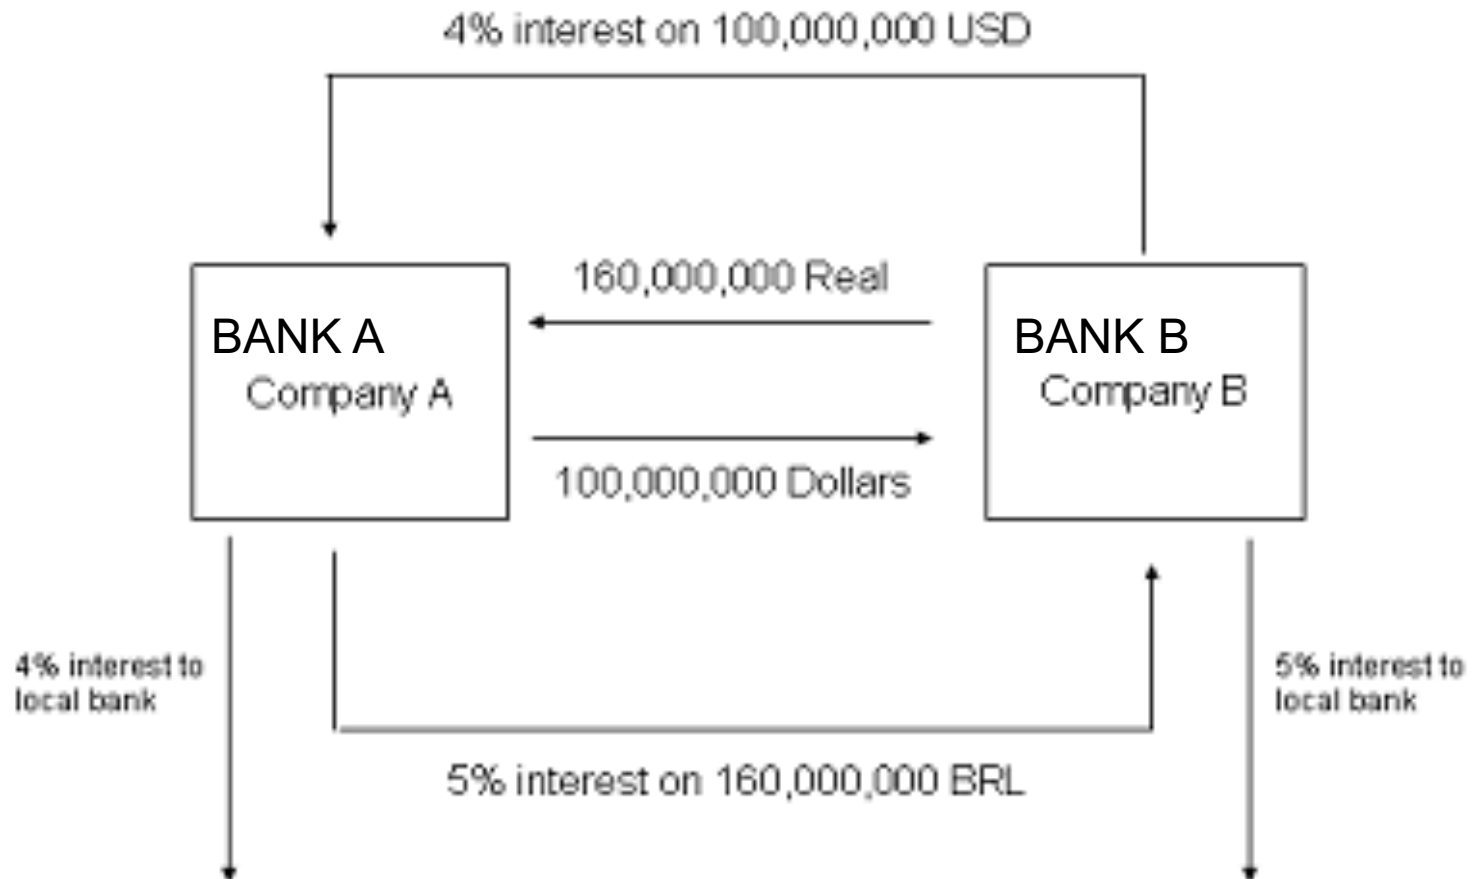 4% interest on 100,000,000 USD
160,000,000 Real
BANK A
Company A
BANK B
Company B
100,000,000 Dollars
4% interest to
local bank
5% interest to
local bank
5% interest on 160,000,000 BRL